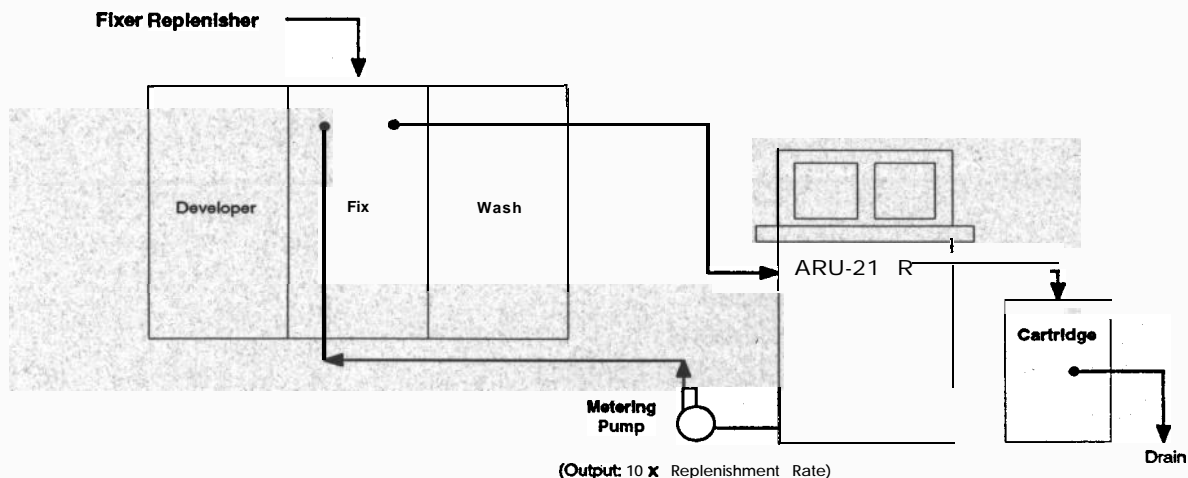 Fixer Replenisher
Developer
Fix
Wash
ARU-21 R
Cartridge
Metering
Pump
Drain
(Output: 10 x Replenishment Rate)